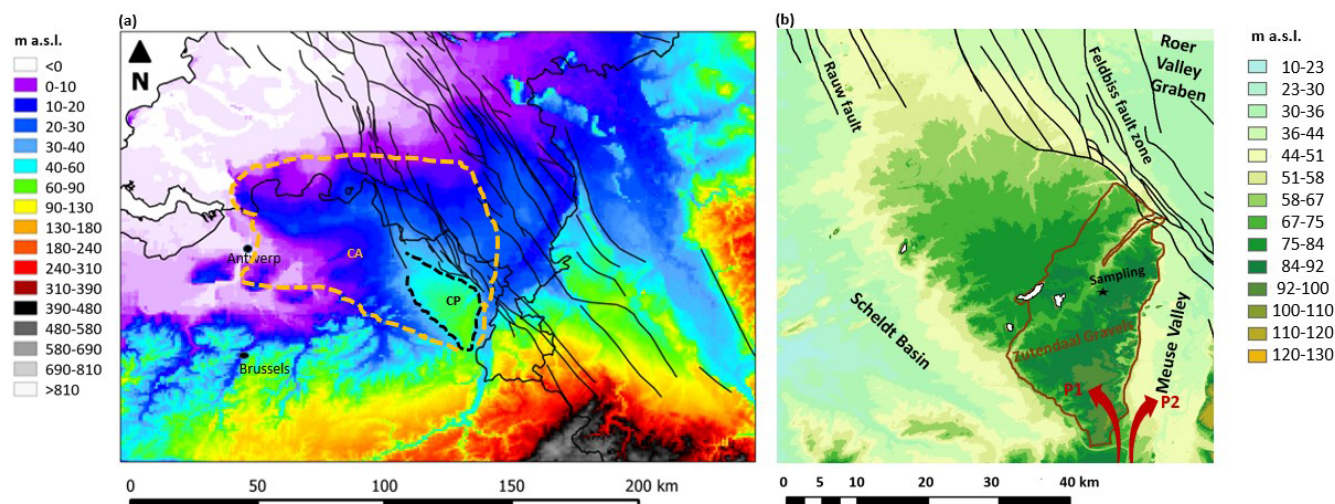 (a)
m a.s.l.
<0
0-10
10-20
20-30
30-40
40-60
60-90
90-130
130-180
180-240
240-310
310-390
390-480
480-580
580-690
690-810
>810
N
Antwerp
CA
CP
Brussels
0 50 100 150 200 km
(b)
Rauw fault
Feldbiss fault zone
Roer
Valley
Graben
Sampling
Scheldt Basin
Zutendaal Gravels
Meuse Valley
P1
P2
0 5 10 20 30 40 km
m a.s.l.
10-23
23-30
30-36
36-44
44-51
51-58
58-67
67-75
75-84
84-92
92-100
100-110
110-120
120-130